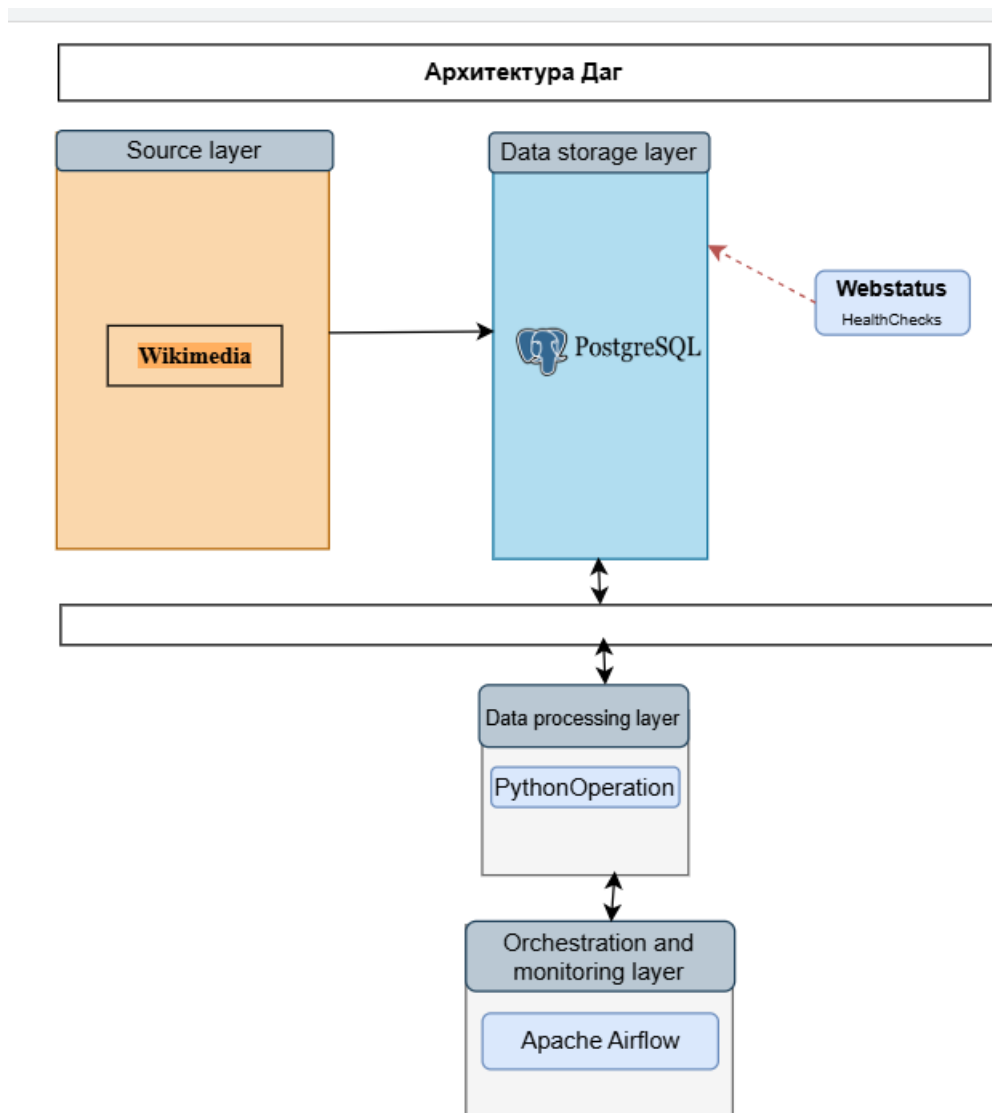 Архитектура Даг
Source layer
Data storage layer
Wikimedia
PostgreSQL
Webstatus
HealthChecks
Data processing layer
PythonOperation
Orchestration and
monitoring layer
Apache Airflow